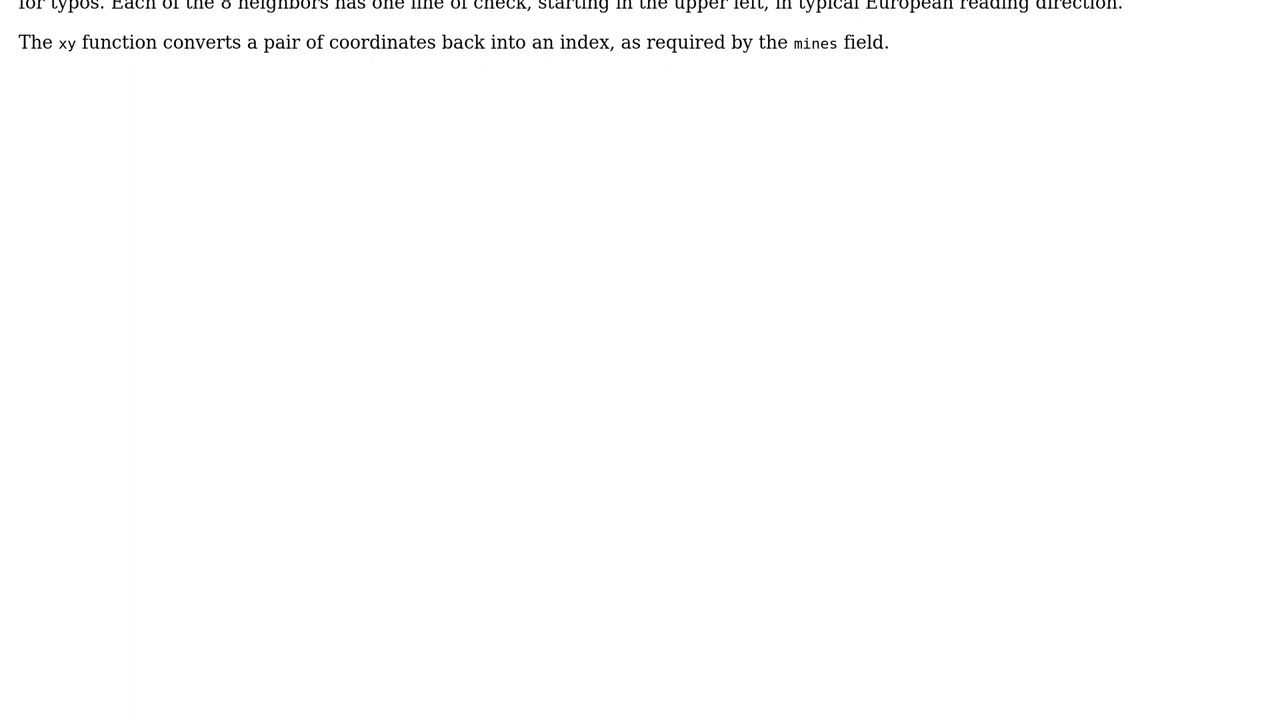 for typos. Each of the 8 neighbors has one line of check, starting in the upper left, in typical European reading direction.
The xy function converts a pair of coordinates back into an index, as required by the mines field.